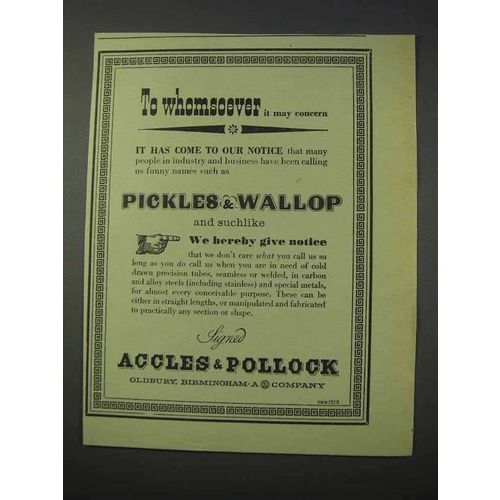 To whomsoever it may concern
IT HAS COME TO OUR NOTICE that many
people in industry and business have been calling
us funny names such as
PICKLES & WALLOP
and suchlike
We hereby give notice
that we don't care what you call us so
long as you do call us when you are in need of cold
drawn precision tubes, seamless or welded, in carbon
and alloy steels (including stainless) and special metals,
for almost every conceivable purpose. These can be
either in straight lengths, or manipulated and fabricated
to practically any section or shape.
Signed
ACCLES & POLLOCK
OLDBURY, BIRMINGHAM · A COMPANY